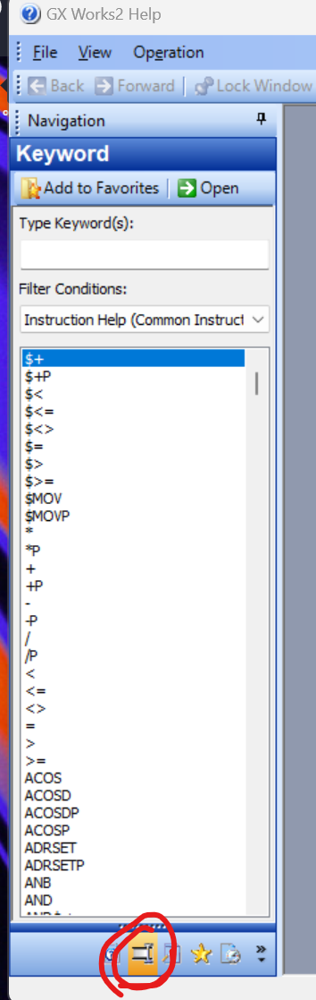 GX Works2 Help
File View Operation
Back Forward Lock Window
Navigation
Keyword
Add to Favorites Open
Type Keyword(s):
Filter Conditions:
Instruction Help (Common Instruct
$+
$+P
$<
$<=
$<>
$=
$>
$>=
$MOV
$MOVP
*
*P
+
+P
-
-P
/
/P
<
<=
<>
=
>
>=
ACOS
ACOSD
ACOSDP
ACOSP
ADRSET
ADRSETP
ANB
AND